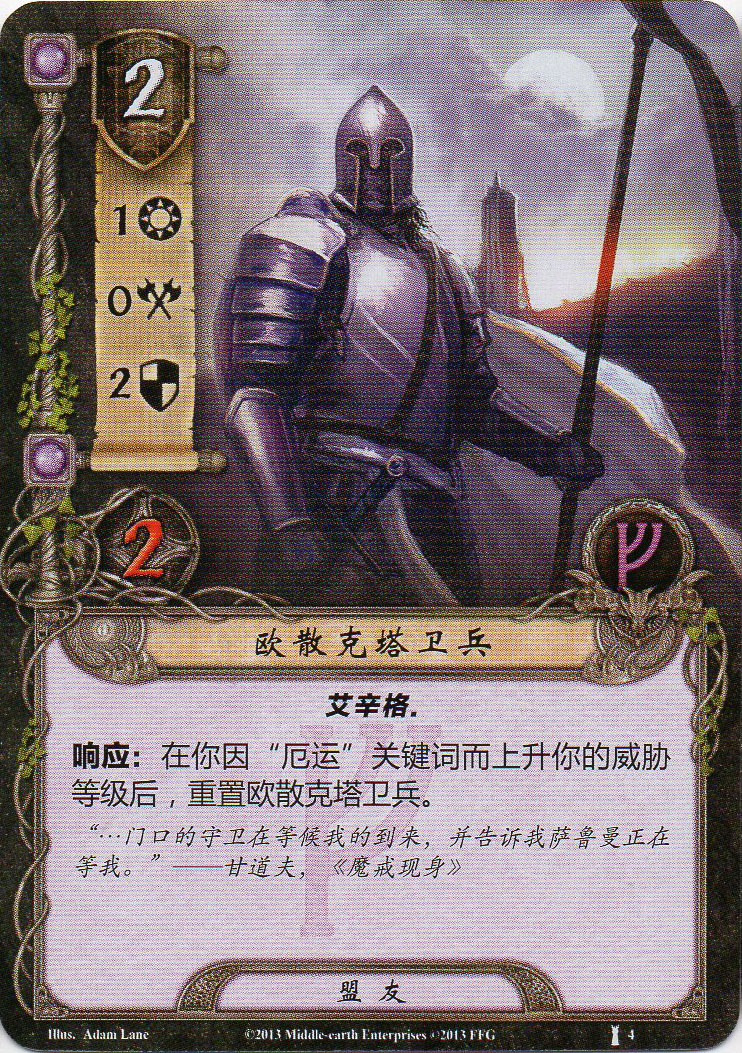 2
1
0
2
2
欧散克塔卫兵
艾辛格.
响应：在你因“厄运”关键词而上升你的威胁
等级后，重置欧散克塔卫兵。
“…门口的守卫在等候我的到来，并告诉我萨鲁曼正在
等我。”——甘道夫，《魔戒现身》
盟友
Illus. Adam Lane ©2013 Middle-earth Enterprises ©2013 FFG 4